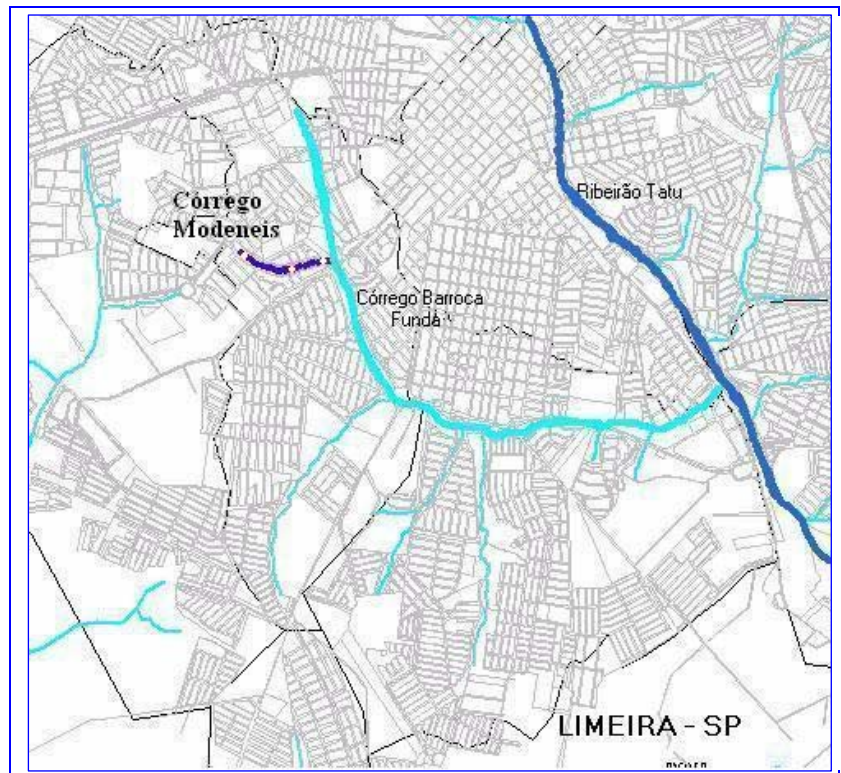 Ribeirão Tatu
Córrego
Modeneis
Córrego Barroca
Funda
LIMEIRA - SP